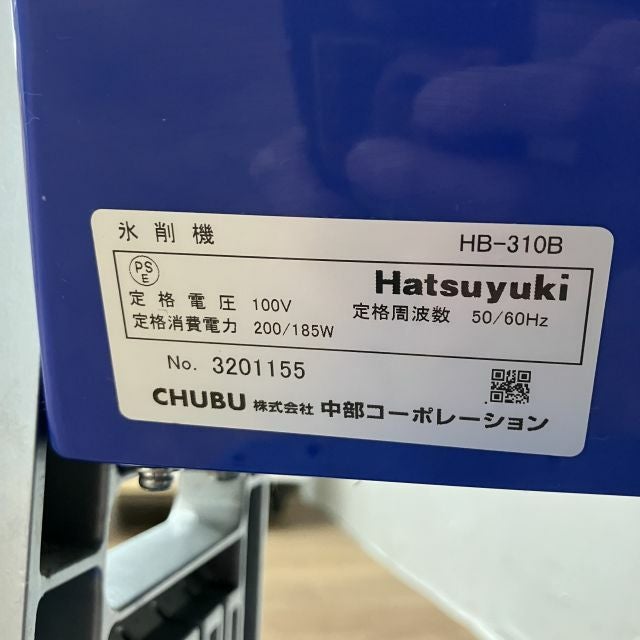 氷削機 HB-310B
PS
E
Hatsuyuki
定格電圧 100V 定格周波数 50/60Hz
定格消費電力 200/185W
No. 3201155
CHUBU 株式会社 中部コーポレーション